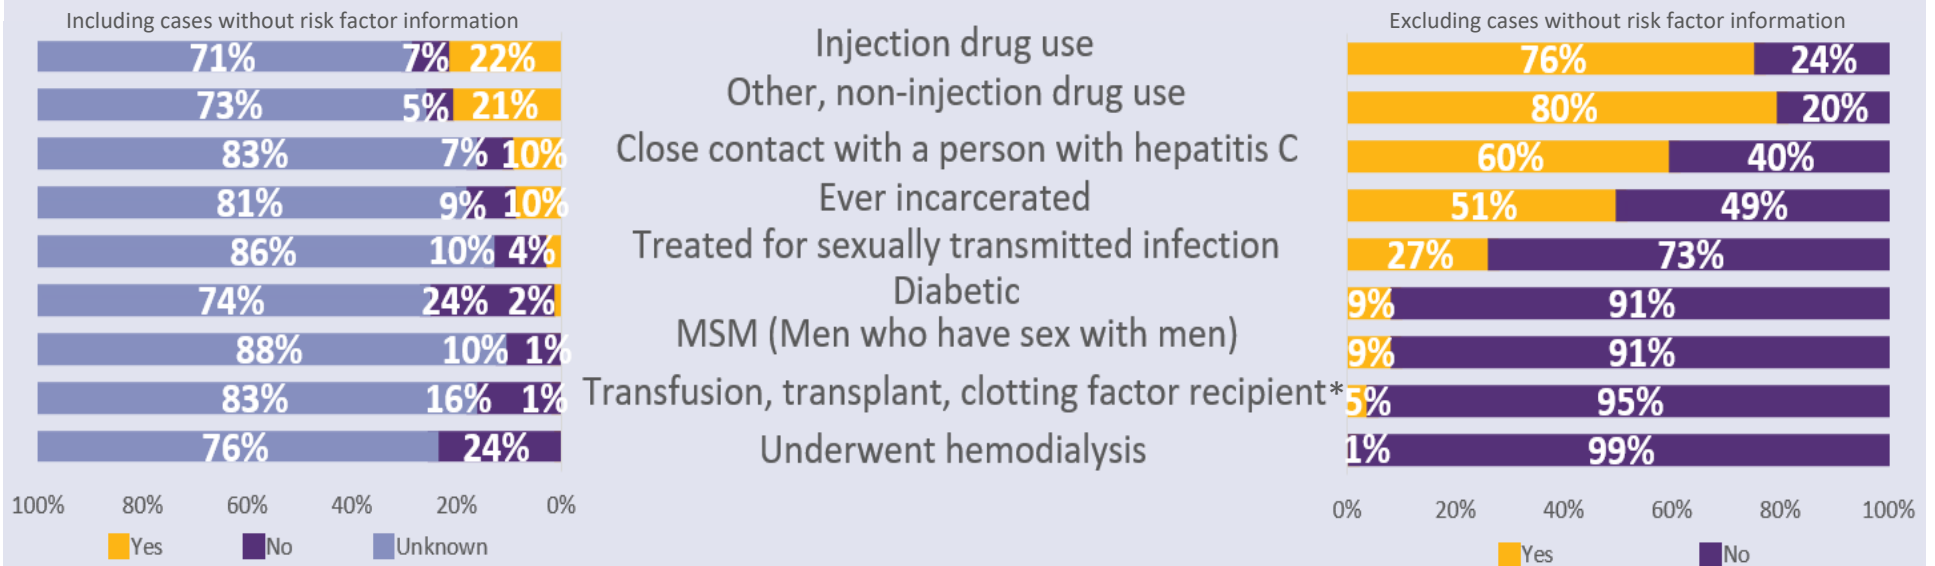 Including cases without risk factor information
Excluding cases without risk factor information
71% 7% 22% Injection drug use 76% 24%
73% 5% 21% Other, non-injection drug use 80% 20%
83% 7% 10% Close contact with a person with hepatitis C 60% 40%
81% 9% 10% Ever incarcerated 51% 49%
86% 10% 4% Treated for sexually transmitted infection 27% 73%
74% 24% 2% Diabetic 9% 91%
88% 10% 1% MSM (Men who have sex with men) 9% 91%
83% 16% 1% Transfusion, transplant, clotting factor recipient* 5% 95%
76% 24% Underwent hemodialysis 1% 99%
100% 80% 60% 40% 20% 0%
0% 20% 40% 60% 80% 100%
Yes No Unknown
Yes No